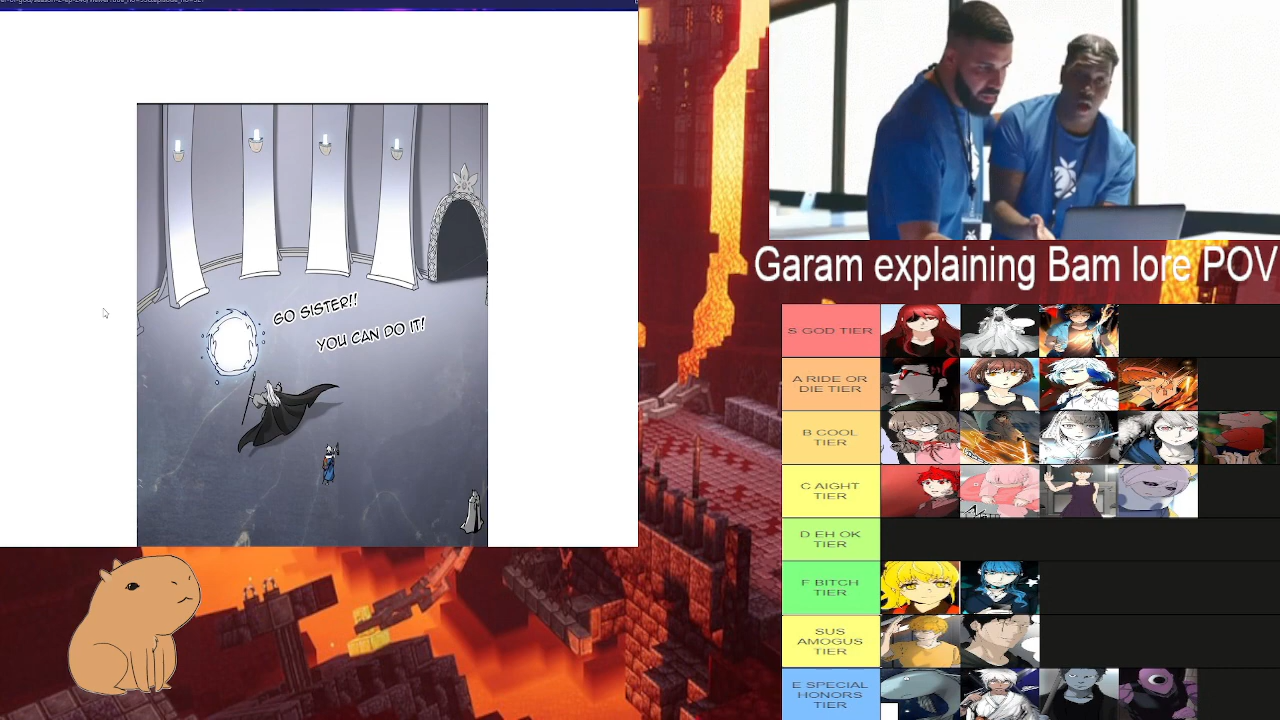 GO SISTER!!
YOU CAN DO IT!
Garam explaining Bam lore POV
S GOD TIER
A RIDE OR
DIE TIER
B COOL
TIER
C AIGHT
TIER
D EH OK
TIER
F BITCH
TIER
SUS
AMOGUS
TIER
E SPECIAL
HONORS
TIER